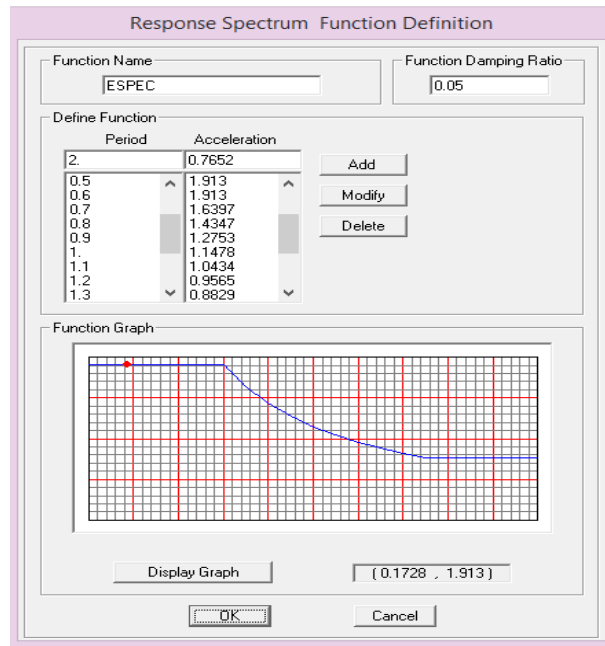 Response Spectrum Function Definition
Function Name
Function Damping Ratio
ESPEC
0.05
Define Function
Period Acceleration
2. 0.7652
Add
0.5 1.913
0.6 1.913
Modify
0.7 1.6397
0.8 1.4347
Delete
0.9 1.2753
1. 1.1478
1.1 1.0434
1.2 0.9565
1.3 0.8829
Function Graph
Display Graph
(0.1728 , 1.913)
OK
Cancel